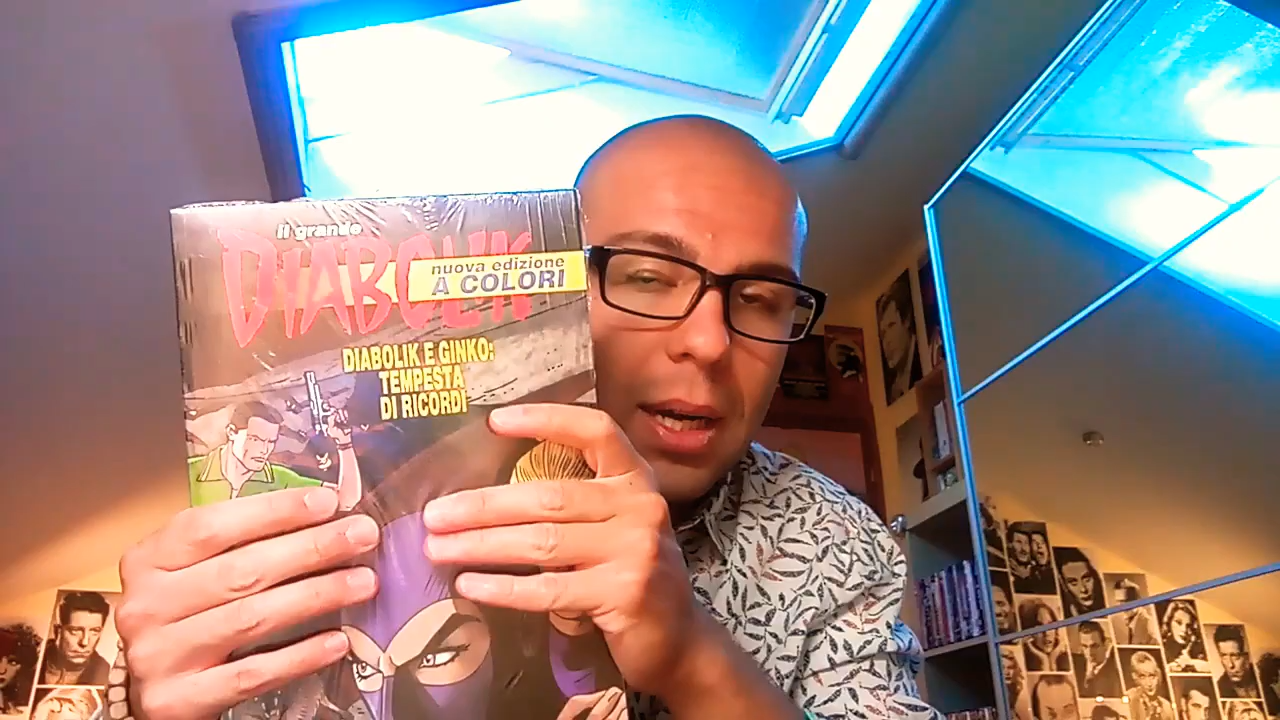 il grande
DIABOLIK
nuova edizione
A COLORI
DIABOLIK E GINKO:
TEMPESTA
DI RICORDI